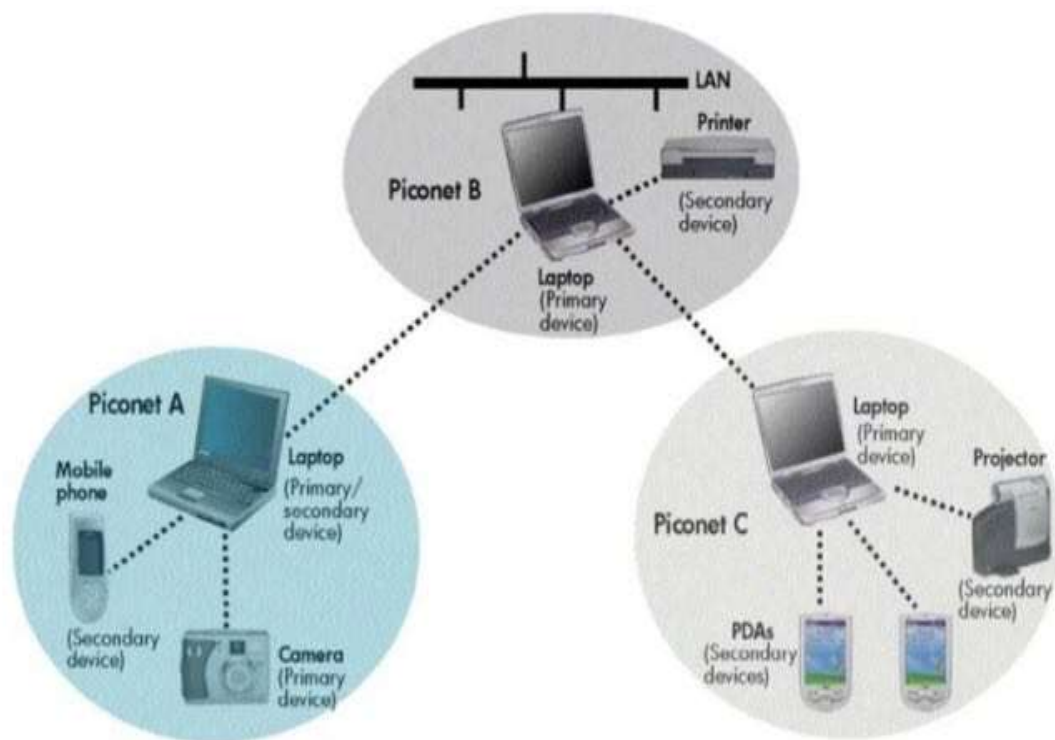 LAN
Printer
Piconet B
(Secondary
device)
Laptop
(Primary
device)
Piconet A
Laptop
(Primary/
secondary
device)
Mobile
phone
(Secondary
device)
Camera
(Primary
device)
Laptop
(Primary
device)
Projector
Piconet C
(Secondary
device)
PDAs
(Secondary
devices)